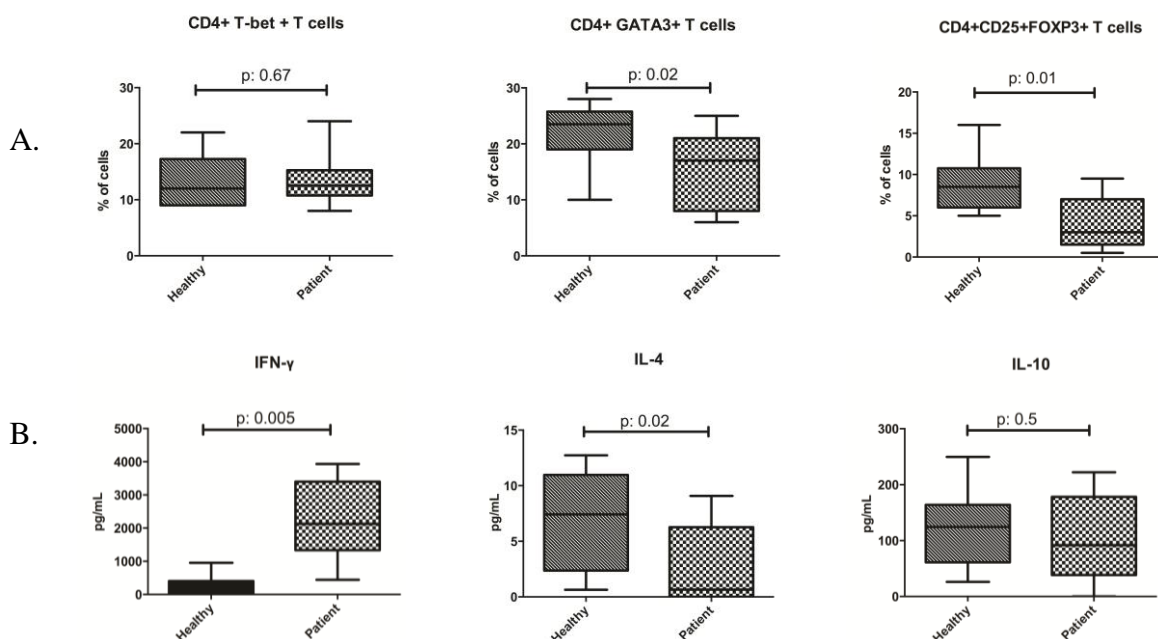 CD4+ T-bet + T cells
p: 0.67
% of cells
30
20
10
0
Healthy
Patient
CD4+ GATA3+ T cells
p: 0.02
% of cells
30
20
10
0
Healthy
Patient
CD4+CD25+FOXP3+ T cells
p: 0.01
% of cells
20
15
10
5
0
Healthy
Patient
A.
IFN-γ
p: 0.005
pg/mL
5000
4000
3000
2000
1000
0
Healthy
Patient
IL-4
p: 0.02
pg/mL
15
10
5
0
Healthy
Patient
IL-10
p: 0.5
pg/mL
300
200
100
0
Healthy
Patient
B.